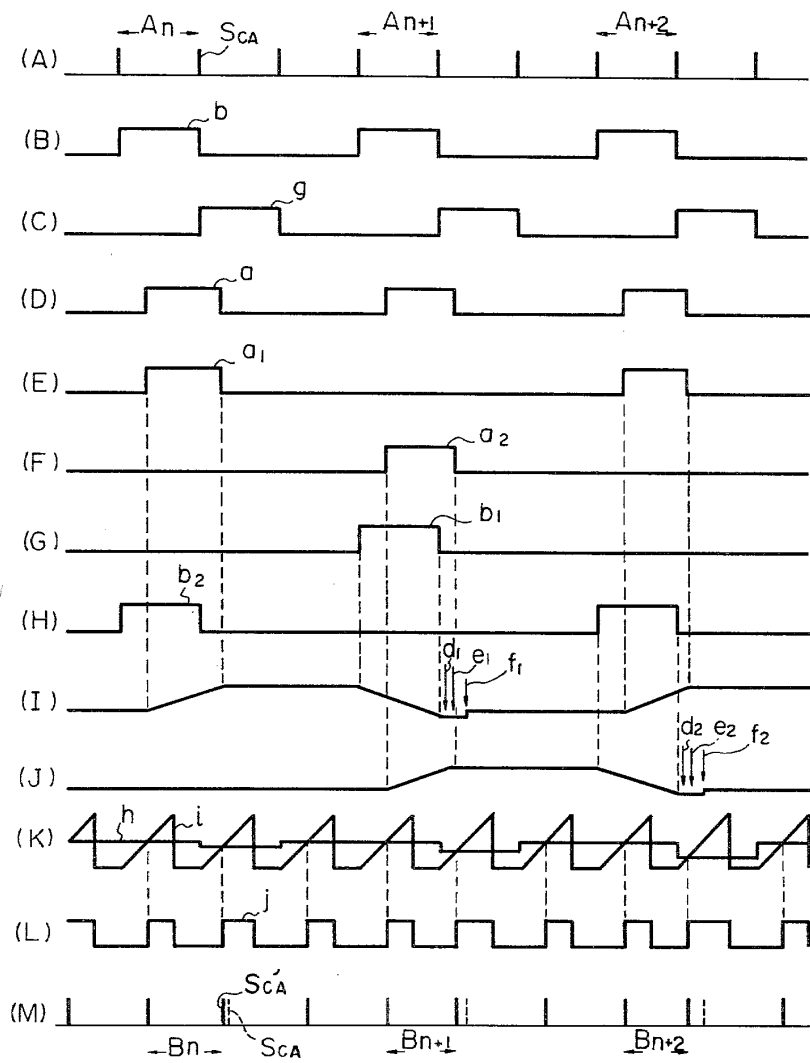 An An+1 An+2
SCA
(A)
b
(B)
g
(C)
a
(D)
a1
(E)
a2
(F)
b1
(G)
b2
(H)
d1 e1 f1
(I)
d2 e2 f2
(J)
h i
(K)
j
(L)
SCA'
(M)
SCA
Bn Bn+1 Bn+2